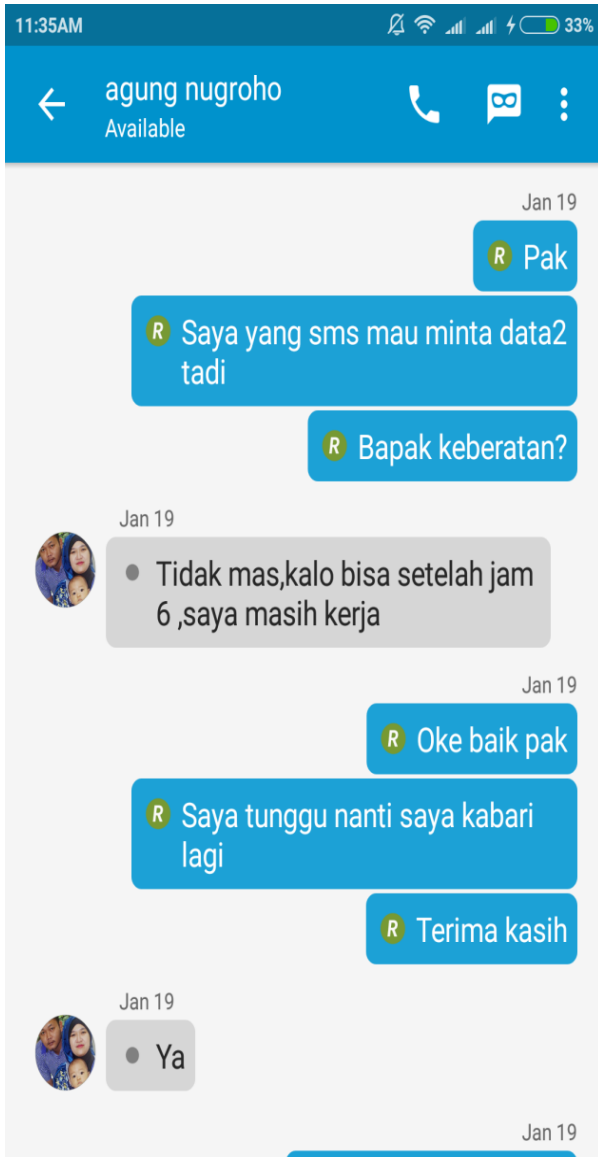 11:35AM 33%
agung nugroho
Available
Jan 19
R Pak
R Saya yang sms mau minta data2
tadi
R Bapak keberatan?
Jan 19
Tidak mas,kalo bisa setelah jam
6 ,saya masih kerja
Jan 19
R Oke baik pak
R Saya tunggu nanti saya kabari
lagi
R Terima kasih
Jan 19
Ya
Jan 19